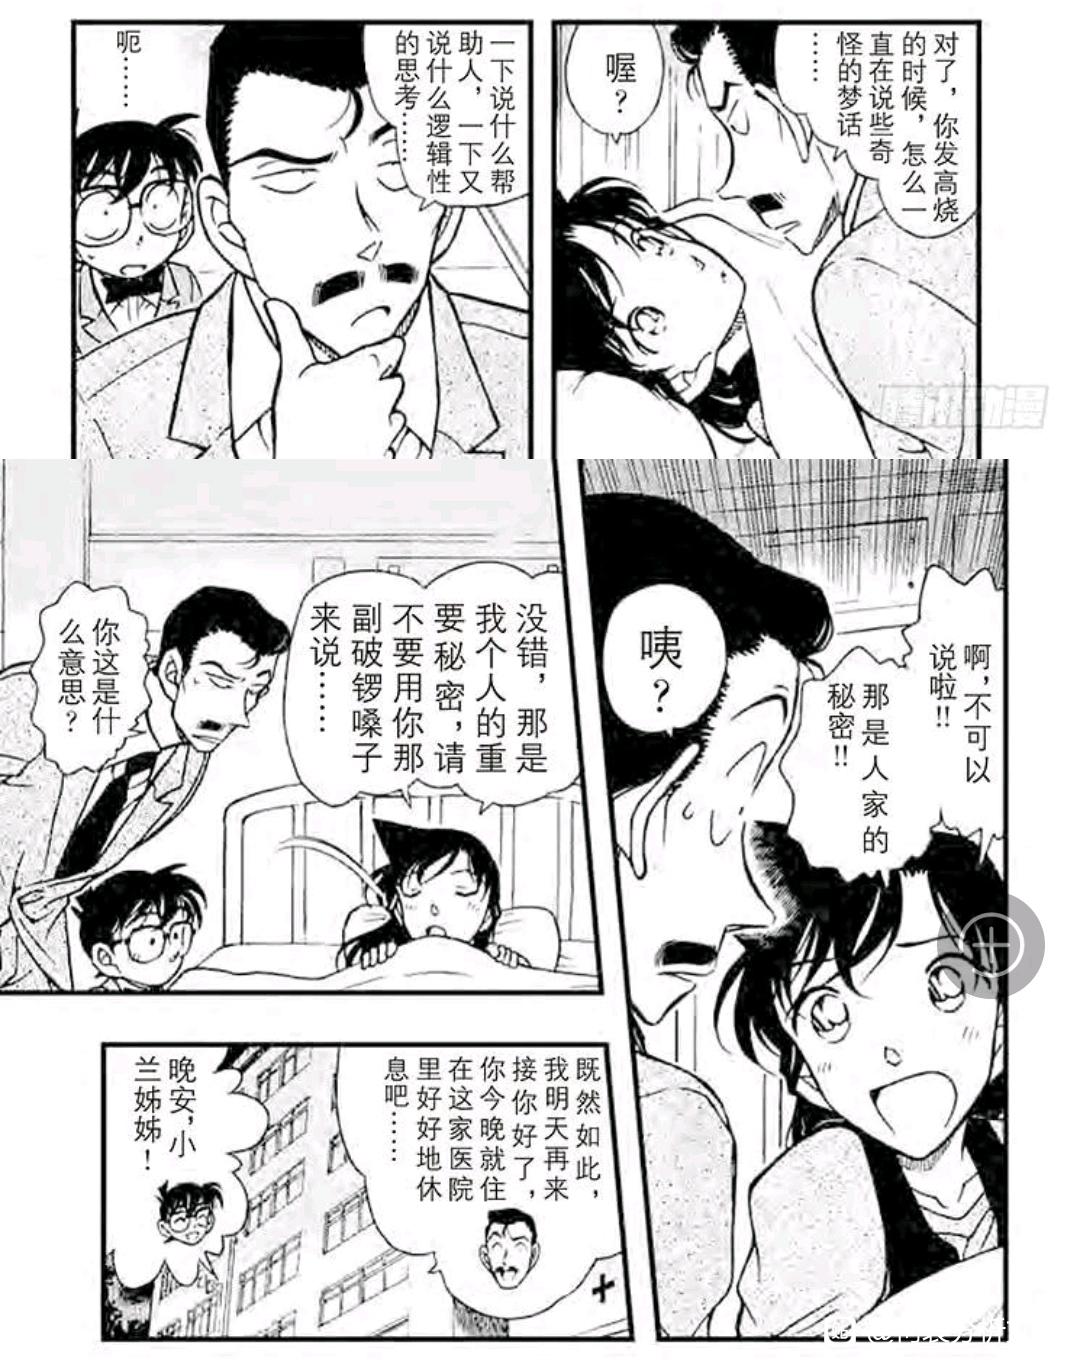 对了，你发高烧
的时候，怎么一
直在说些奇
怪的梦话
……
喔？
一下说什么帮
助人，一下又
说什么逻辑性
的思考……
呃……
啊，不可以
说啦！！
那是人家的
秘密！！
咦？
没错，那是
我个人的重
要秘密，请
不要用你那
副破锣嗓子
来说……
你这是什
么意思？
既然如此，
我明天再来
接你好了，
你今晚就住
在这家医院
里好好地休
息吧……
晚安，小
兰姊姊！
腾讯动漫